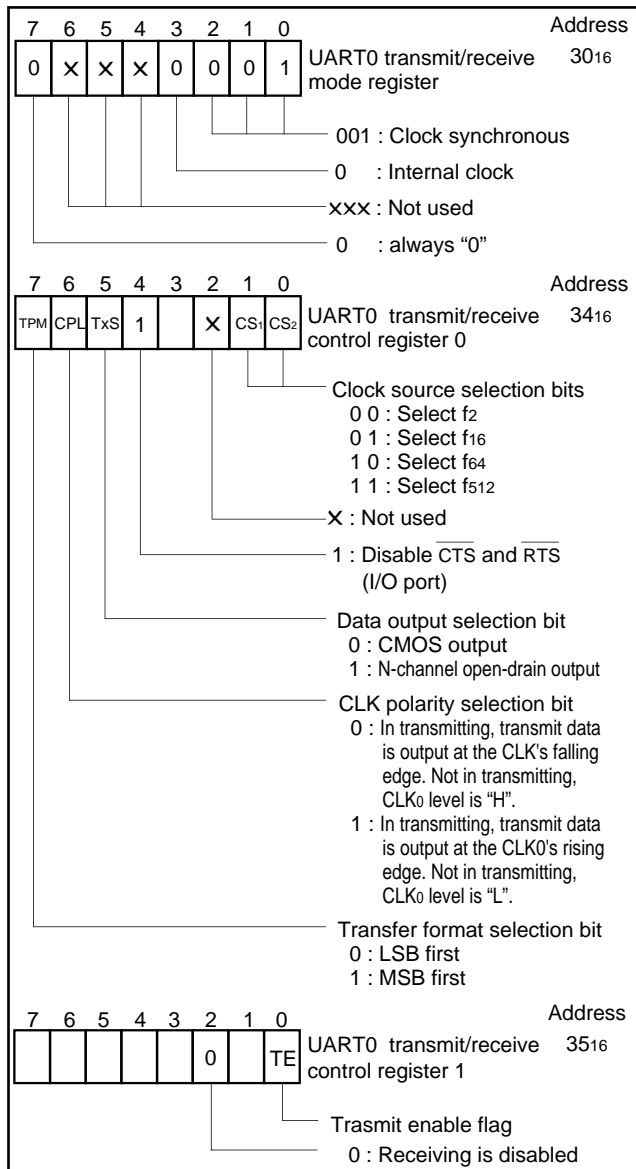 7 6 5 4 3 2 1 0 Address
0 × × × 0 0 0 1 UART0 transmit/receive 3016
mode register
001 : Clock synchronous
0 : Internal clock
××× : Not used
0 : always “0”
7 6 5 4 3 2 1 0 Address
TPM CPL TxS 1 × CS1 CS2 UART0 transmit/receive 3416
control register 0
Clock source selection bits
0 0 : Select f2
0 1 : Select f16
1 0 : Select f64
1 1 : Select f512
× : Not used
1 : Disable CTS and RTS
(I/O port)
Data output selection bit
0 : CMOS output
1 : N-channel open-drain output
CLK polarity selection bit
0 : In transmitting, transmit data
is output at the CLK's falling
edge. Not in transmitting,
CLK0 level is “H”.
1 : In transmitting, transmit data
is output at the CLK0's rising
edge. Not in transmitting,
CLK0 level is “L”.
Transfer format selection bit
0 : LSB first
1 : MSB first
7 6 5 4 3 2 1 0 Address
0 TE UART0 transmit/receive 3516
control register 1
Trasmit enable flag
0 : Receiving is disabled